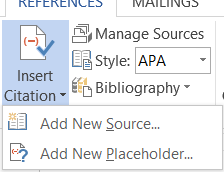 REFERENCES MAILINGS
Insert Citation
Manage Sources
Style: APA
Bibliography
Add New Source...
Add New Placeholder...